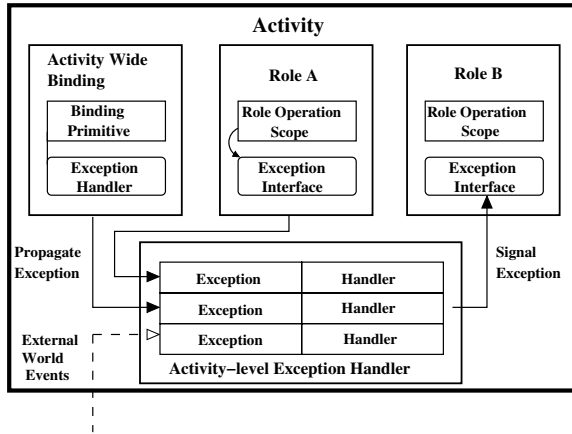 Activity
Activity Wide
Binding
Binding
Primitive
Exception
Handler
Role A
Role Operation
Scope
Exception
Interface
Role B
Role Operation
Scope
Exception
Interface
Propagate
Exception
Signal
Exception
Exception Handler
Exception Handler
Exception Handler
Activity−level Exception Handler
External
World
Events